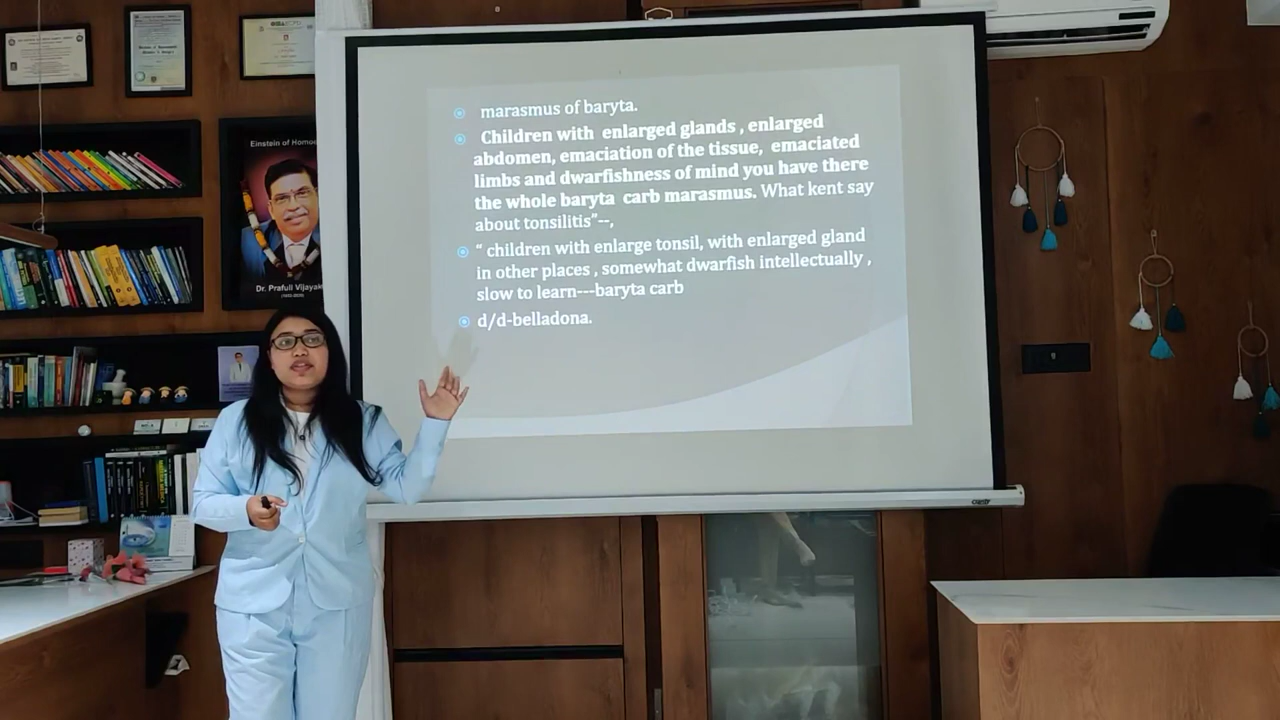 marasmus of baryta.
Children with enlarged glands , enlarged
abdomen, emaciation of the tissue, emaciated
limbs and dwarfishness of mind you have there
the whole baryta carb marasmus. What kent say
about tonsilitis”--,
“ children with enlarge tonsil, with enlarged gland
in other places , somewhat dwarfish intellectually ,
slow to learn---baryta carb
d/d-belladona.
Einstein of Homoe
Dr. Prafull Vijayak